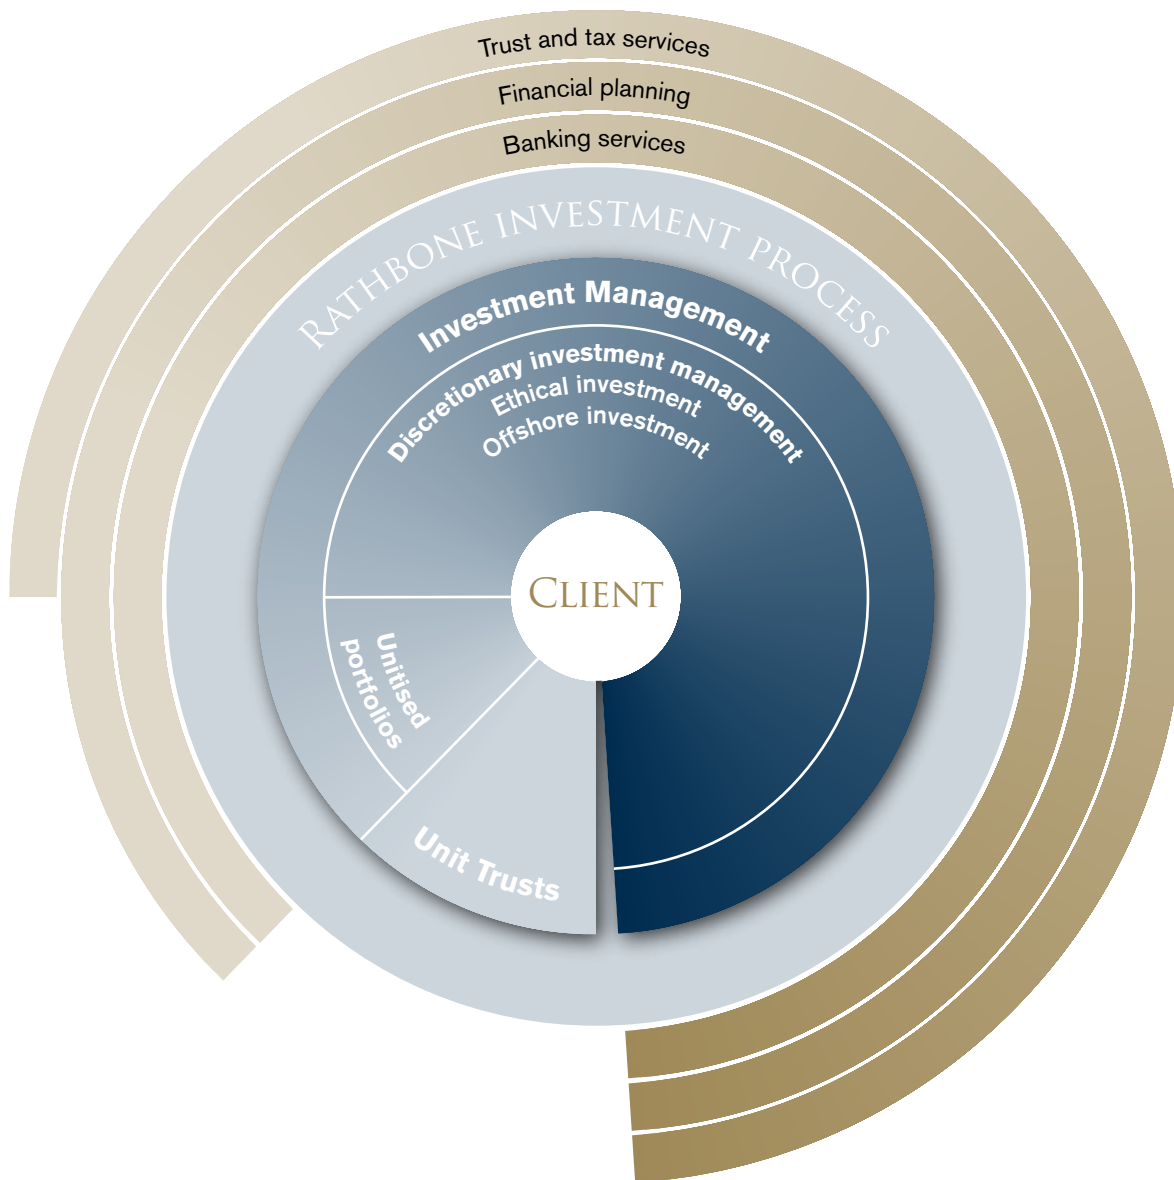 Trust and tax services
Financial planning
Banking services
RATHBONE INVESTMENT PROCESS
Investment Management
Discretionary investment management
Ethical investment
Offshore investment
CLIENT
Unitised
portfolios
Unit Trusts